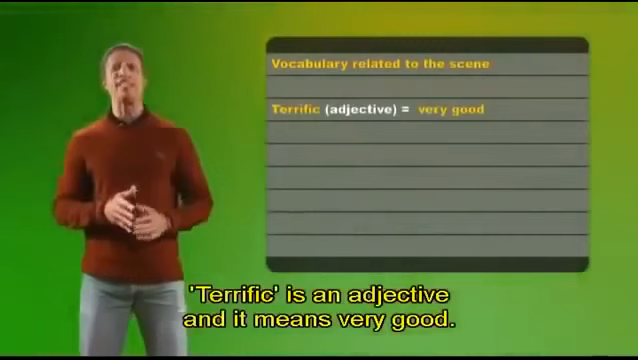 Vocabulary related to the scene
Terrific (adjective) = very good
'Terrific' is an adjective
and it means very good.